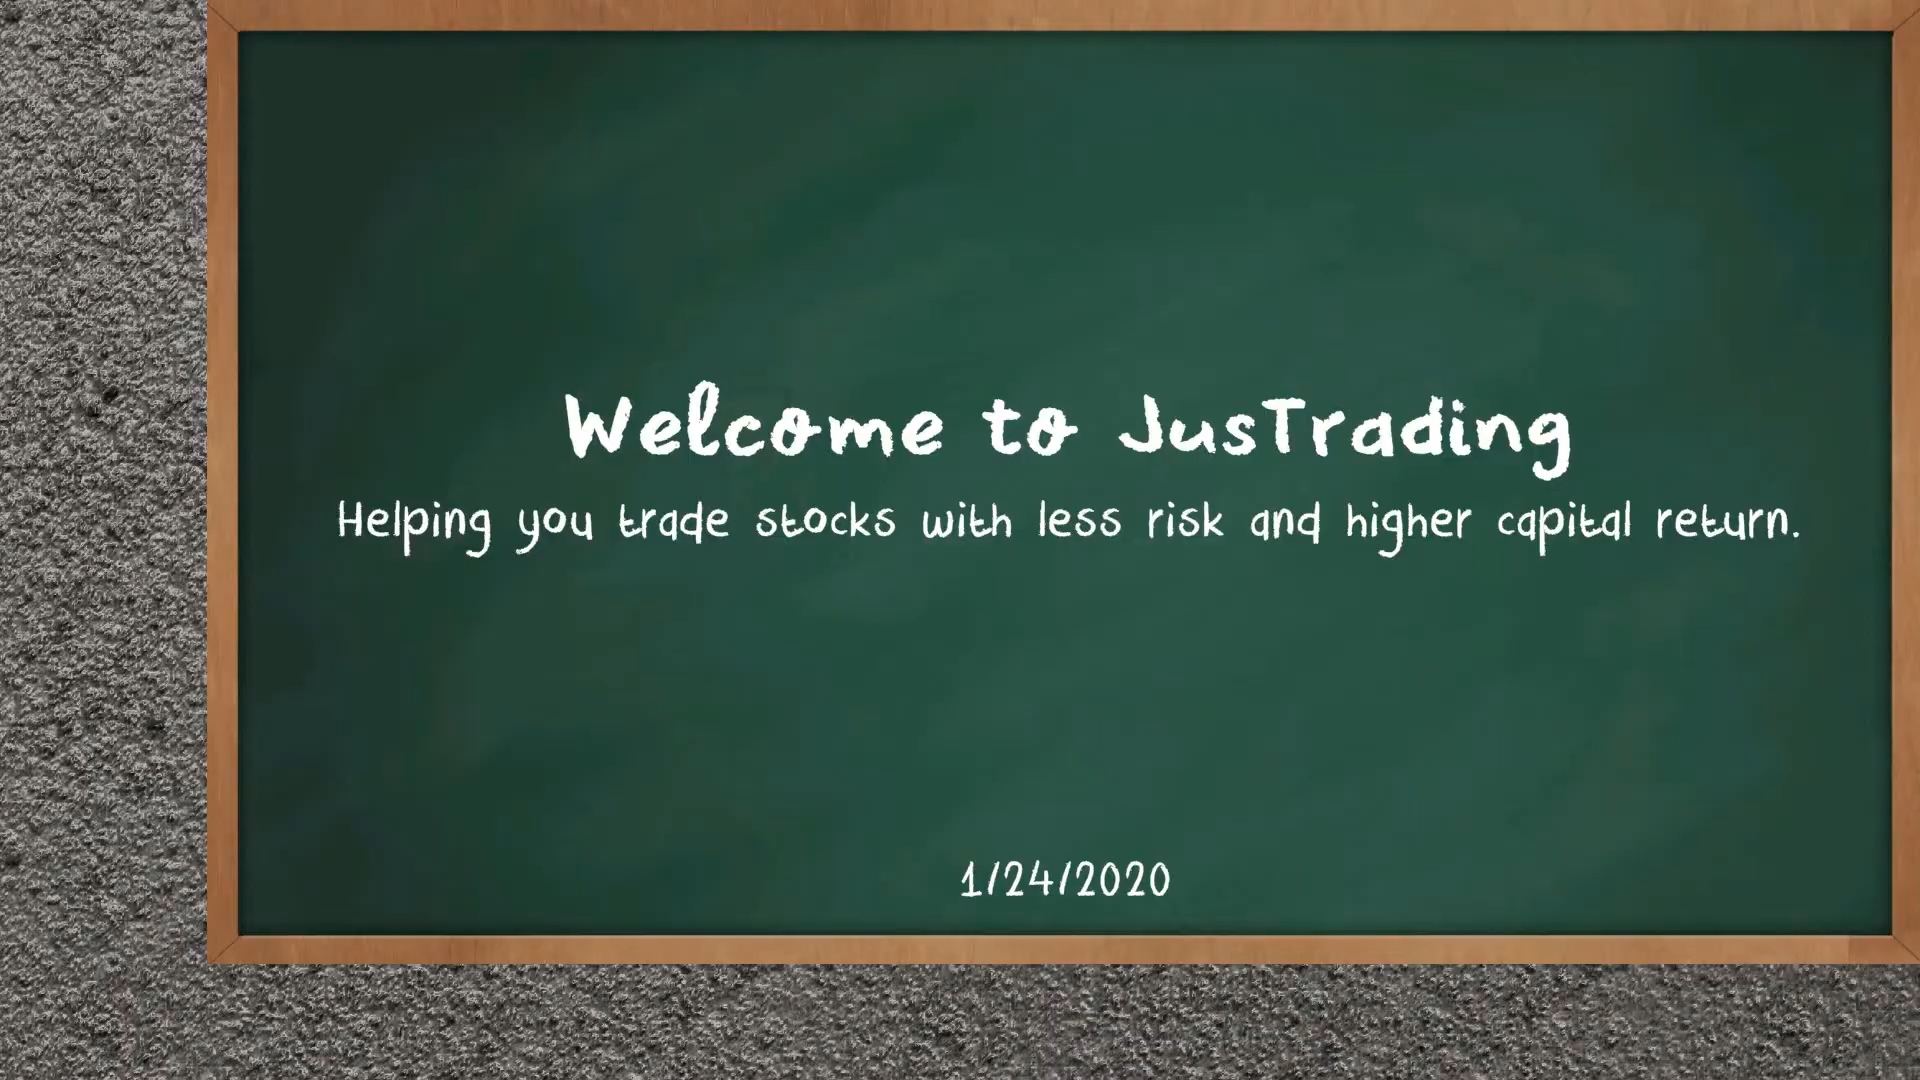 Welcome to JusTrading
Helping you trade stocks with less risk and higher capital return.
1/24/2020